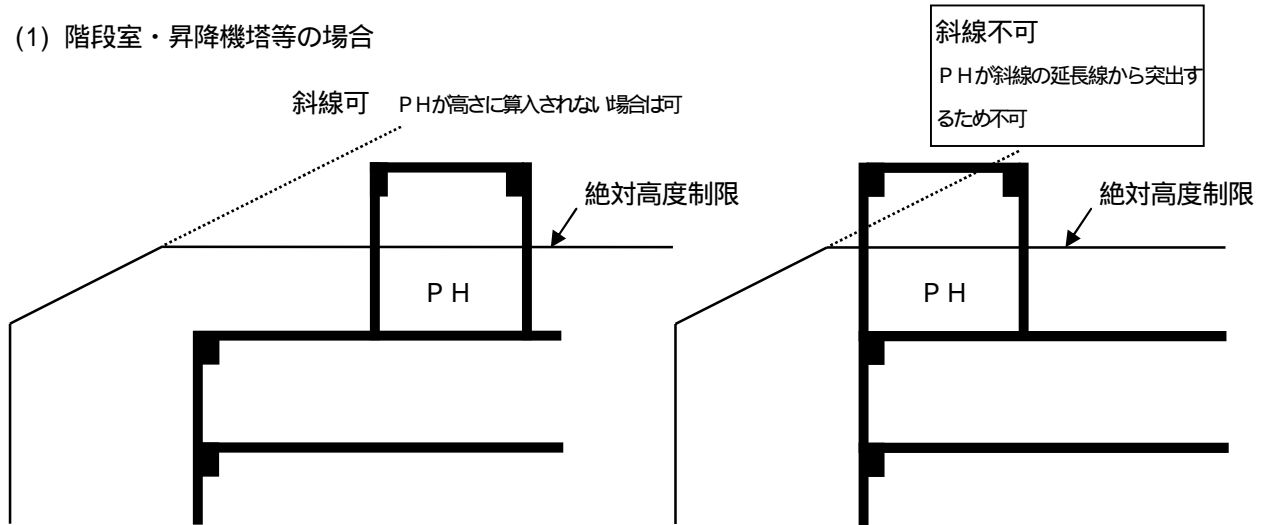 (1) 階段室・昇降機塔等の場合
斜線可 ＰＨが高さに算入されない場合は可
絶対高度制限
ＰＨ
斜線不可
ＰＨが斜線の延長線から突出す
るため不可
絶対高度制限
ＰＨ